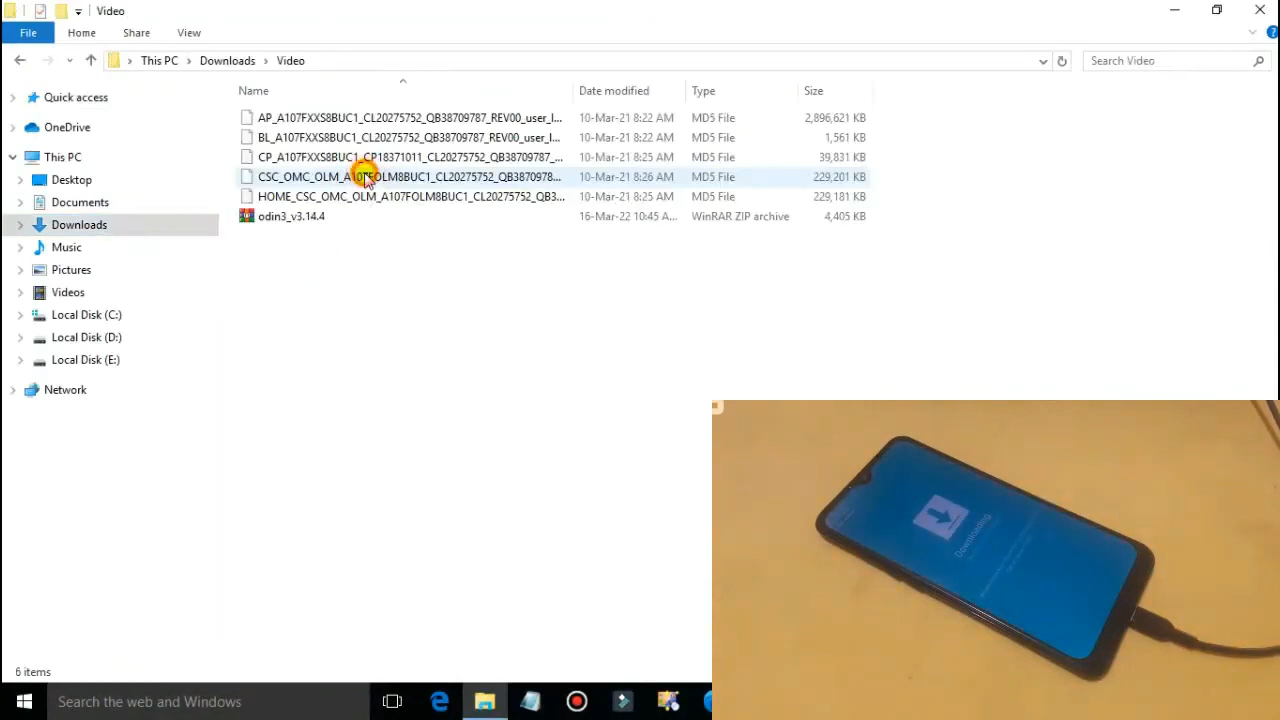 Video
File Home Share View
This PC Downloads Video Search Video
Name Date modified Type Size
Quick access
OneDrive
This PC
Desktop
Documents
Downloads
Music
Pictures
Videos
Local Disk (C:)
Local Disk (D:)
Local Disk (E:)
Network
AP_A107FXXS8BUC1_CL20275752_QB38709787_REV00_user_l... 10-Mar-21 8:22 AM MD5 File 2,896,621 KB
BL_A107FXXS8BUC1_CL20275752_QB38709787_REV00_user_lo... 10-Mar-21 8:22 AM MD5 File 1,561 KB
CP_A107FXXS8BUC1_CP18371011_CL20275752_QB38709787_... 10-Mar-21 8:25 AM MD5 File 39,831 KB
CSC_OMC_OLM_A107FOLM8BUC1_CL20275752_QB3870978... 10-Mar-21 8:26 AM MD5 File 229,201 KB
HOME_CSC_OMC_OLM_A107FOLM8BUC1_CL20275752_QB3... 10-Mar-21 8:25 AM MD5 File 229,181 KB
odin3_v3.14.4 16-Mar-22 10:45 A... WinRAR ZIP archive 4,405 KB
6 items
Search the web and Windows
Downloading